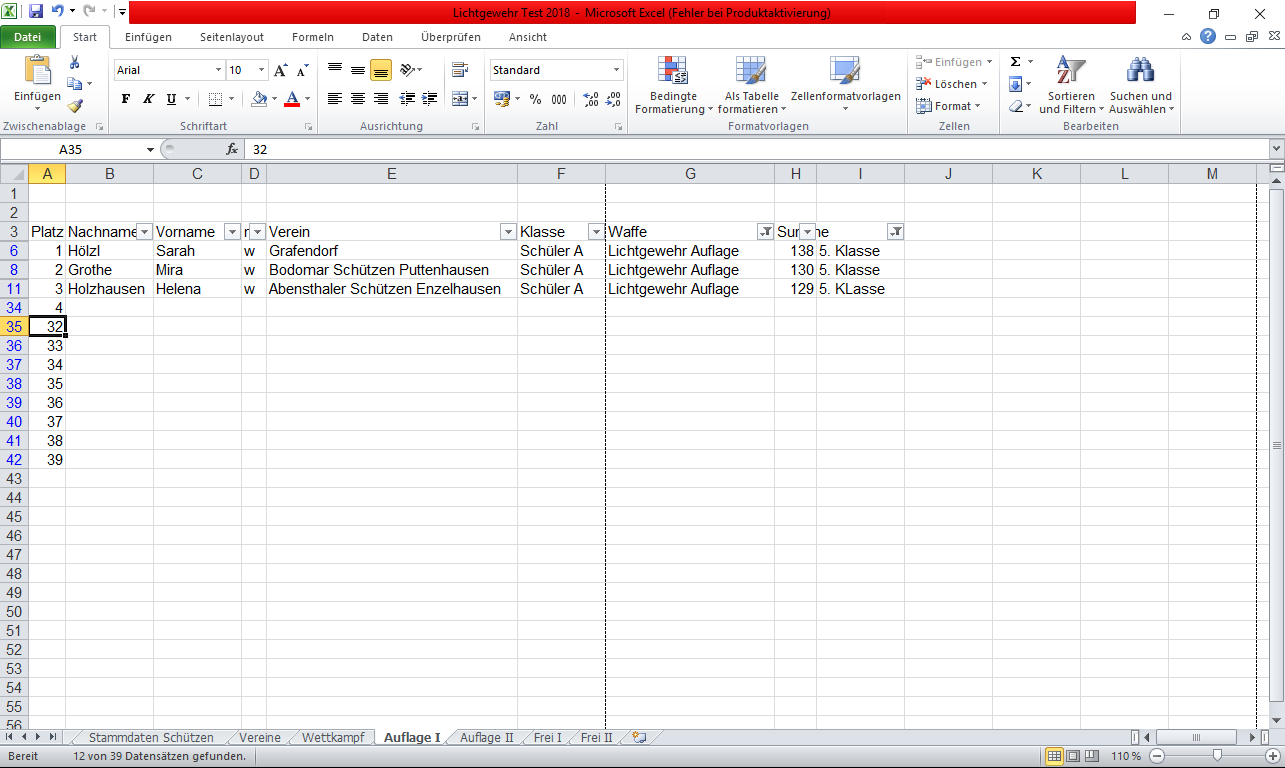 Lichtgewehr Test 2018 - Microsoft Excel (Fehler bei Produktaktivierung)
Datei Start Einfügen Seitenlayout Formeln Daten Überprüfen Ansicht
Einfügen
Zwischenablage
Arial 10
F K U
Schriftart
Ausrichtung
Standard
% 000
Zahl
Bedingte Formatierung
Als Tabelle formatieren
Zellenformatvorlagen
Formatvorlagen
Einfügen
Löschen
Format
Zellen
Σ
Sortieren und Filtern
Suchen und Auswählen
Bearbeiten
A35 fx 32
A B C D E F G H I J K L M
1
2
3 Platz Nachname Vorname Verein Klasse Waffe
6 1 Hölzl Sarah w Grafendorf Schüler A Lichtgewehr Auflage 138 5. Klasse
8 2 Grothe Mira w Bodomar Schützen Puttenhausen Schüler A Lichtgewehr Auflage 130 5. Klasse
11 3 Holzhausen Helena w Abensthaler Schützen Enzelhausen Schüler A Lichtgewehr Auflage 129 5. KLasse
34 4
35 32
36 33
37 34
38 35
39 36
40 37
41 38
42 39
43
44
45
46
47
48
49
50
51
52
53
54
55
56
Stammdaten Schützen Vereine Wettkampf Auflage I Auflage II Frei I Frei II
Bereit 12 von 39 Datensätzen gefunden. 110 %